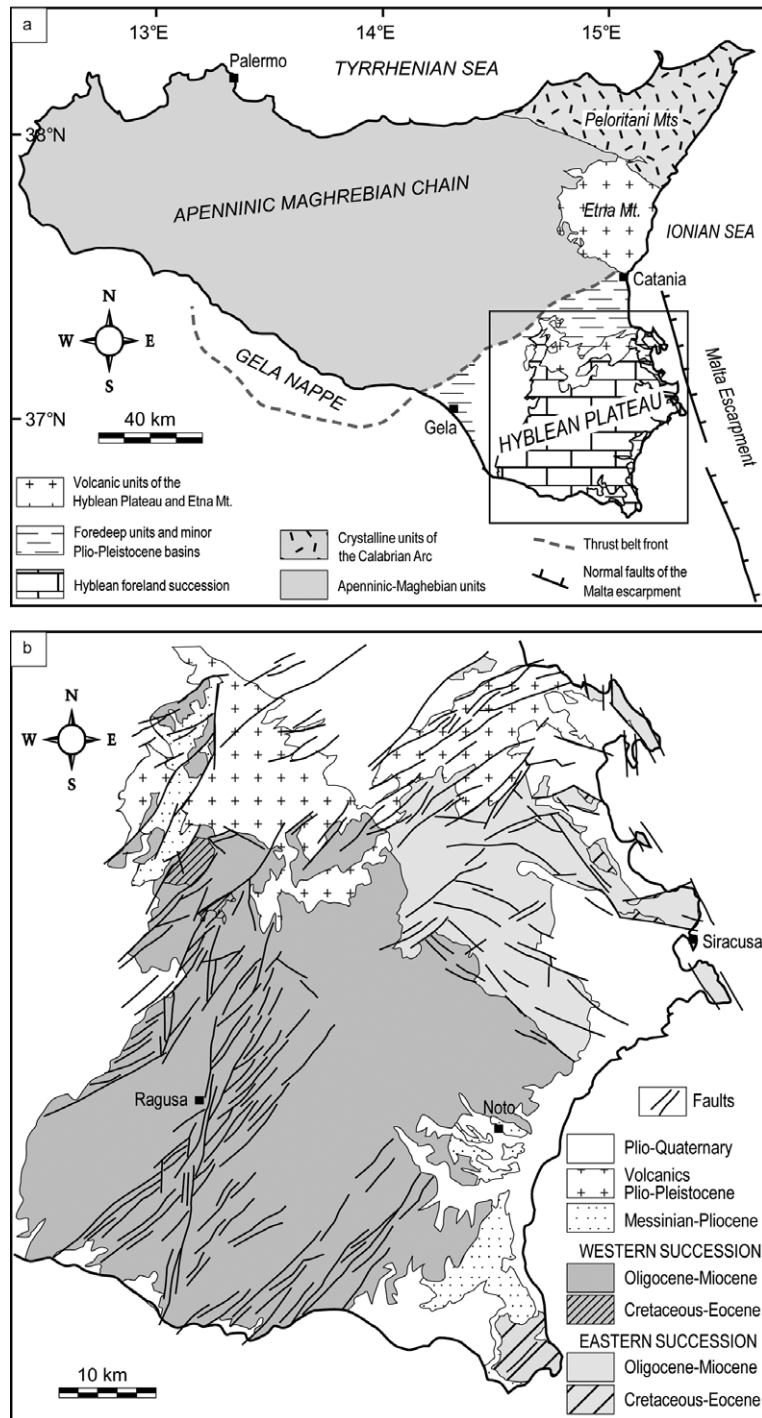 a
13°E
14°E
15°E
Palermo
TYRRHENIAN SEA
Peloritani Mts
38°N
APENNINIC MAGHREBIAN CHAIN
Etna Mt.
IONIAN SEA
Catania
N
W
E
S
GELA NAPPE
Malta Escarpment
37°N
40 km
Gela
HYBLEAN PLATEAU
Volcanic units of the
Hyblean Plateau and Etna Mt.
Foredeep units and minor
Plio-Pleistocene basins
Hyblean foreland succession
Crystalline units of
the Calabrian Arc
Apenninic-Maghebian units
Thrust belt front
Normal faults of the
Malta escarpment
b
N
W
E
S
Siracusa
Ragusa
Noto
Faults
Plio-Quaternary
Volcanics
Plio-Pleistocene
Messinian-Pliocene
WESTERN SUCCESSION
Oligocene-Miocene
Cretaceous-Eocene
EASTERN SUCCESSION
Oligocene-Miocene
Cretaceous-Eocene
10 km